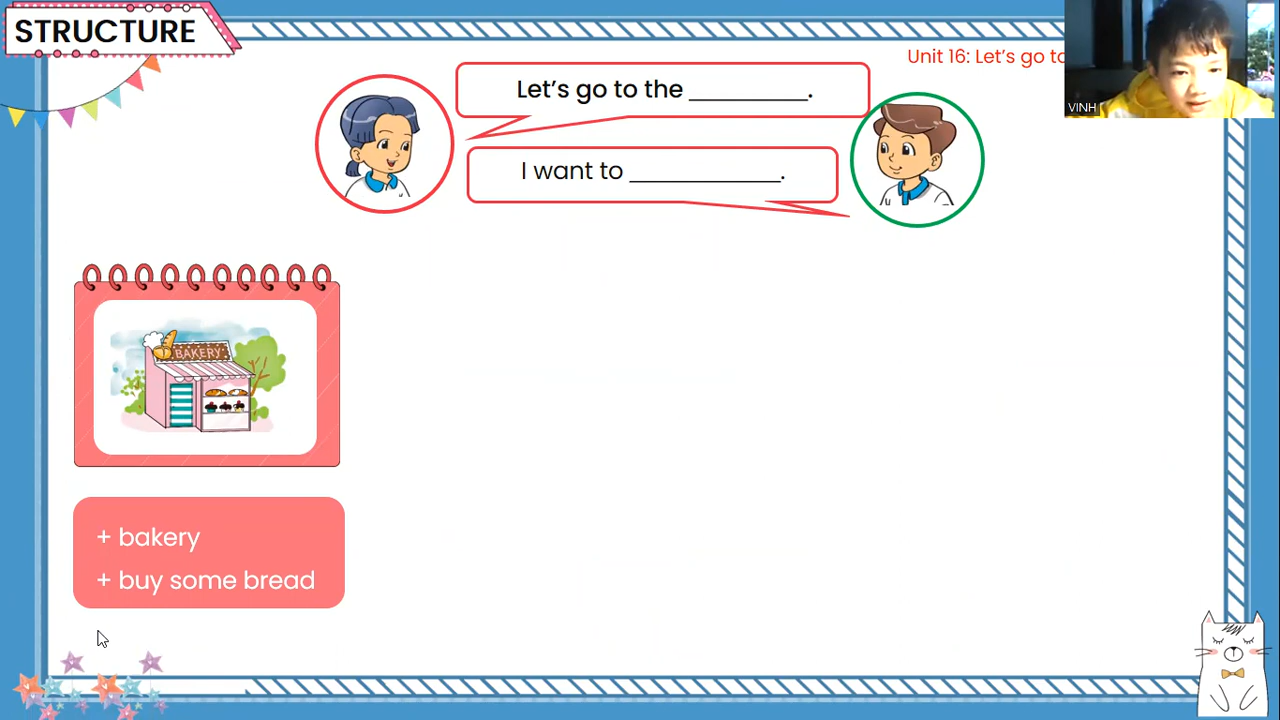 STRUCTURE
Unit 16: Let's go to
VINH
Let's go to the __________.
I want to ____________.
BAKERY
+ bakery
+ buy some bread